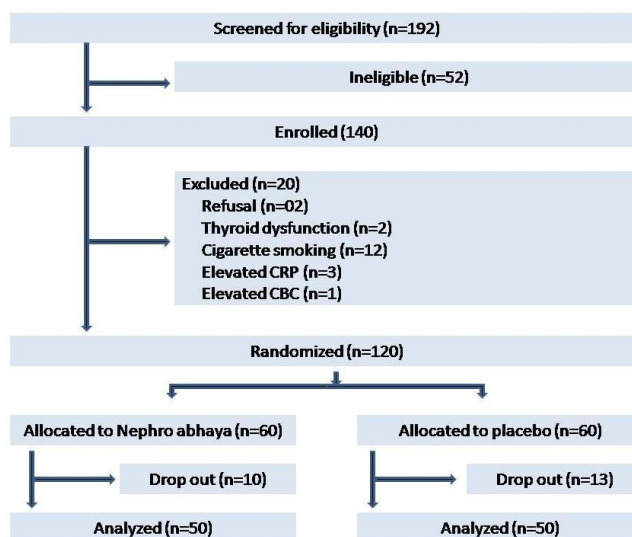 Screened for eligibility (n=192)
Ineligible (n=52)
Enrolled (140)
Excluded (n=20)
Refusal (n=02)
Thyroid dysfunction (n=2)
Cigarette smoking (n=12)
Elevated CRP (n=3)
Elevated CBC (n=1)
Randomized (n=120)
Allocated to Nephro abhaya (n=60)
Allocated to placebo (n=60)
Drop out (n=10)
Drop out (n=13)
Analyzed (n=50)
Analyzed (n=50)